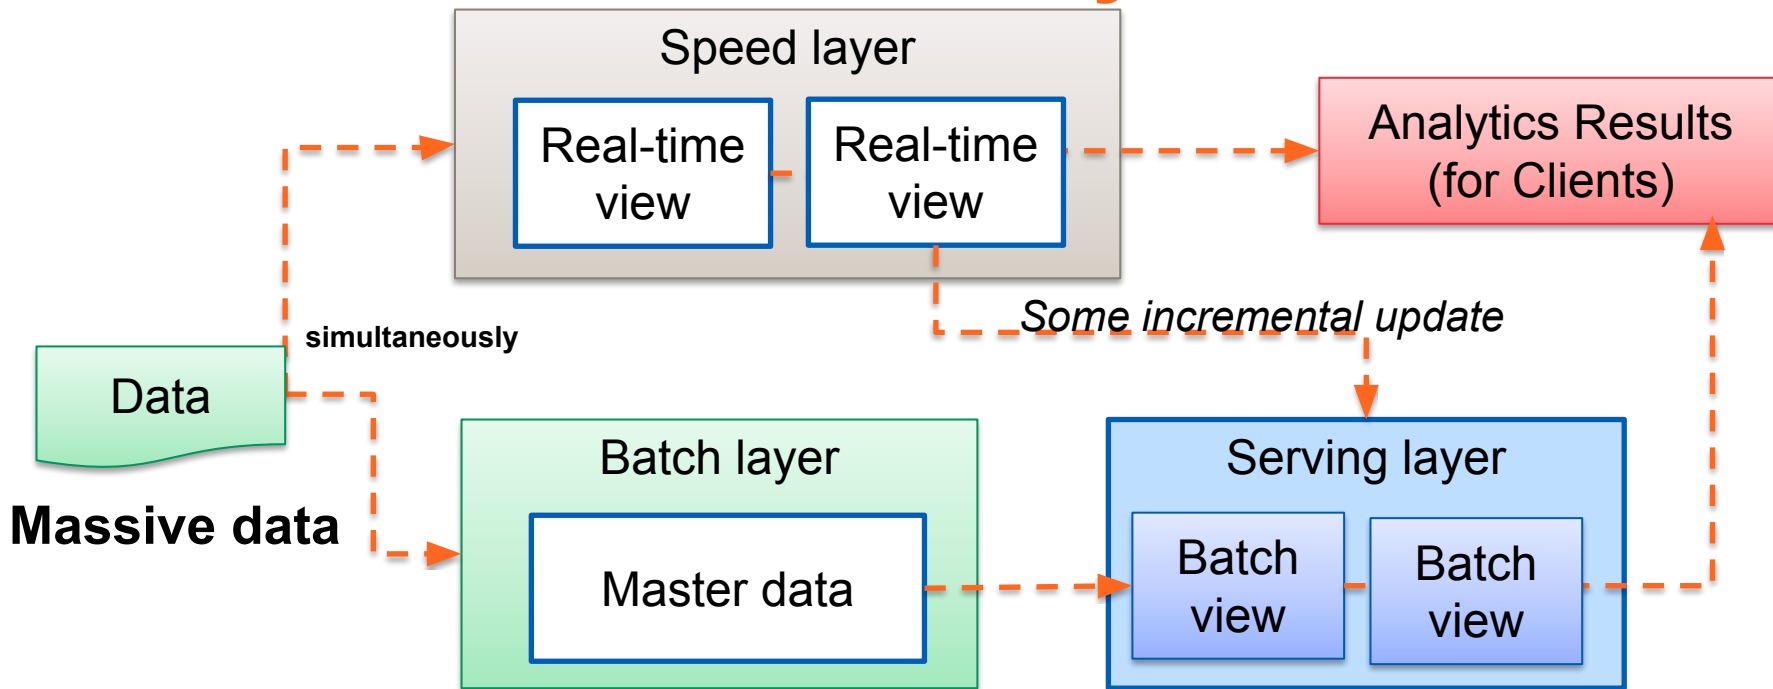 Speed layer
Real-time
view
Real-time
view
Analytics Results
(for Clients)
Some incremental update
simultaneously
Data
Massive data
Batch layer
Master data
Serving layer
Batch
view
Batch
view